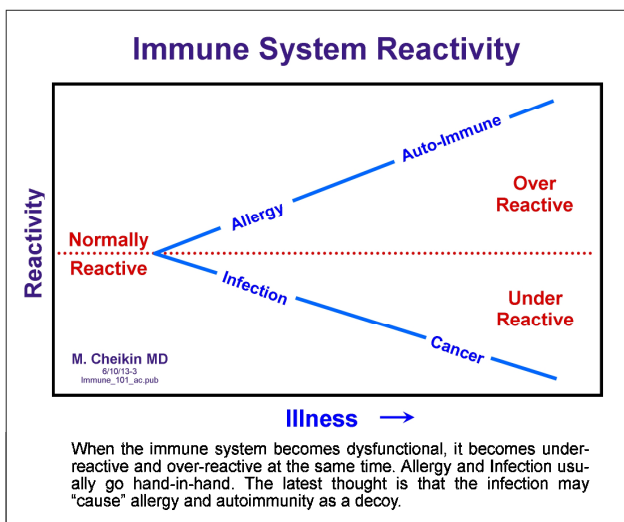 Immune System Reactivity
Reactivity
Auto-Immune
Over
Reactive
Allergy
Normally
Reactive
Infection
Under
Reactive
Cancer
M. Cheikin MD
6/10/13-3
Immune_101_ac.pub
Illness →
When the immune system becomes dysfunctional, it becomes under-
reactive and over-reactive at the same time. Allergy and Infection usu-
ally go hand-in-hand. The latest thought is that the infection may
“cause” allergy and autoimmunity as a decoy.